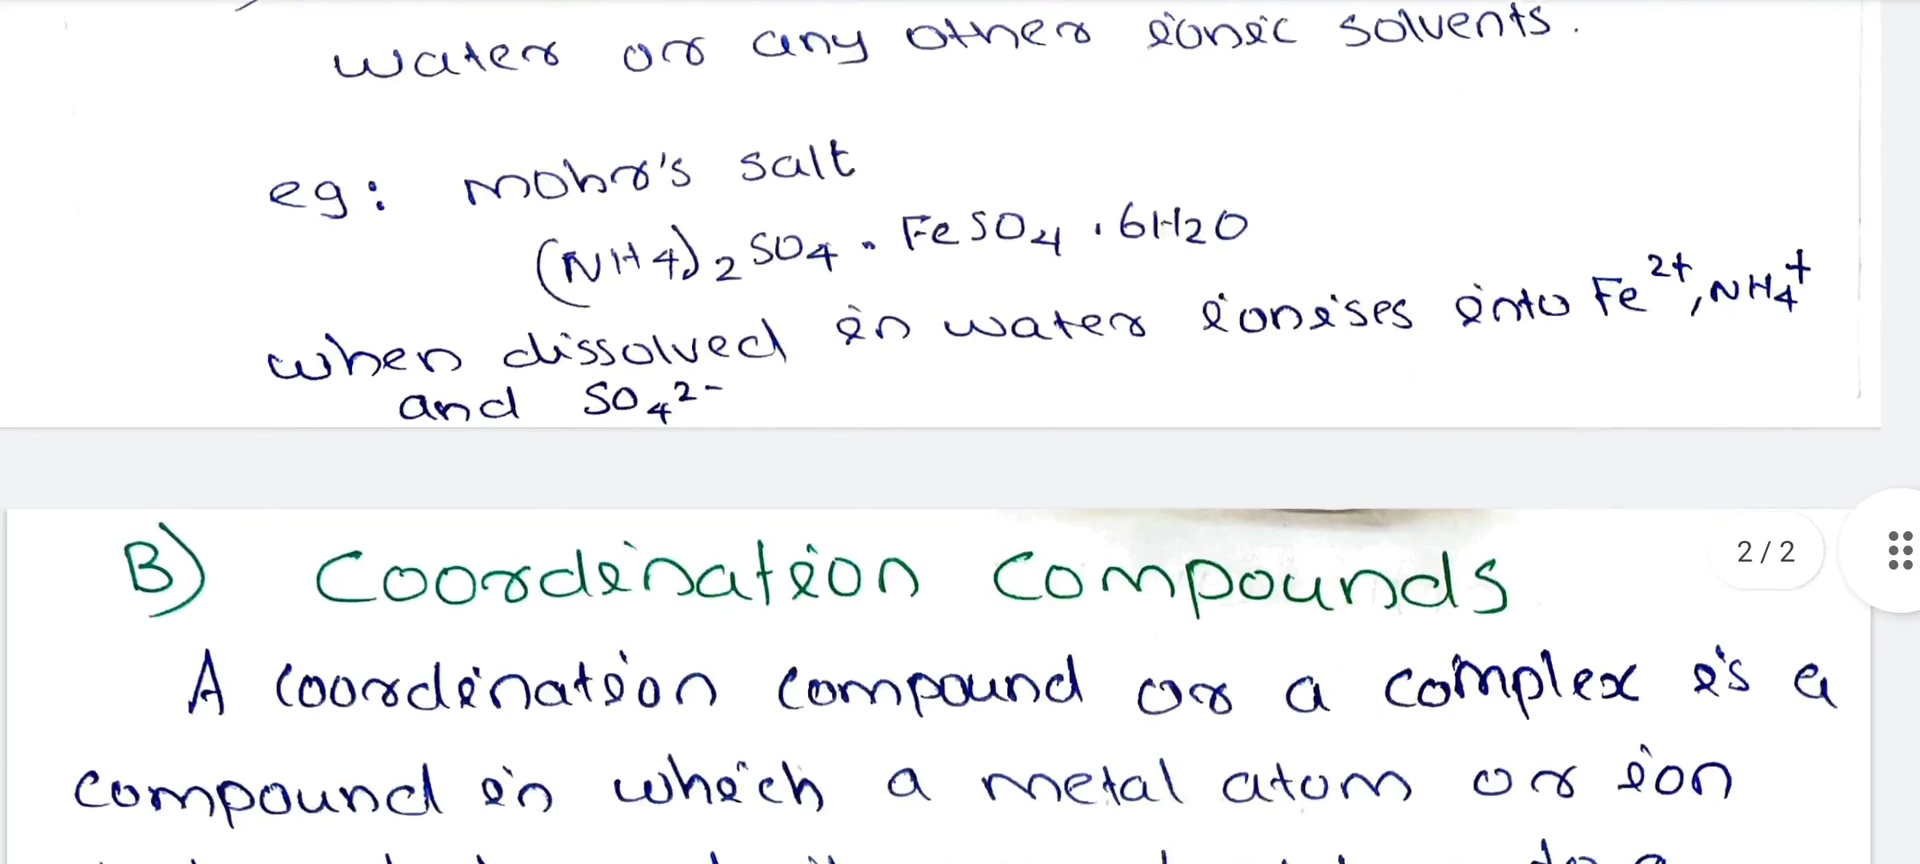 water or any other ionic solvents.
eg: Mohr's salt
(NH4)2SO4 . FeSO4 . 6H2O
when dissolved in water ionises into Fe2+, NH4+
and SO42-
2 / 2
B) Coordination Compounds
A coordination compound or a complex is a
compound in which a metal atom or ion